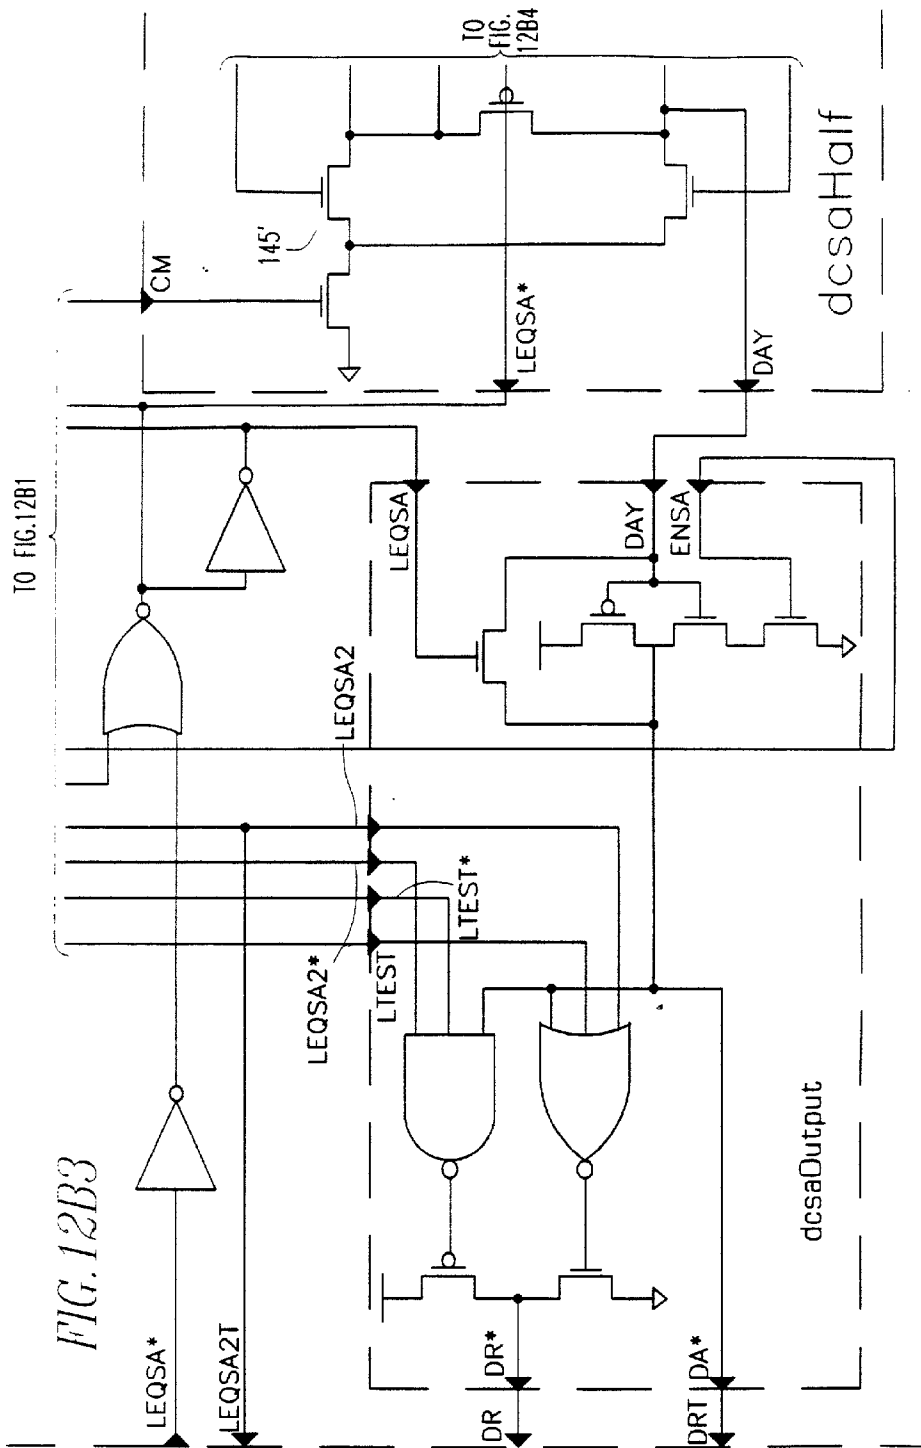 FIG. 12B3
TO FIG.12B1
TO
FIG.
12B4
CM
145'
LEQSA*
DAY
dcsaHalf
LEQSA
DAY
ENSA
LEQSA2
LEQSA2*
LTEST
LTEST*
LEQSA*
LEQSA2T
DR
DR*
DRT
DA*
dcsaOutput